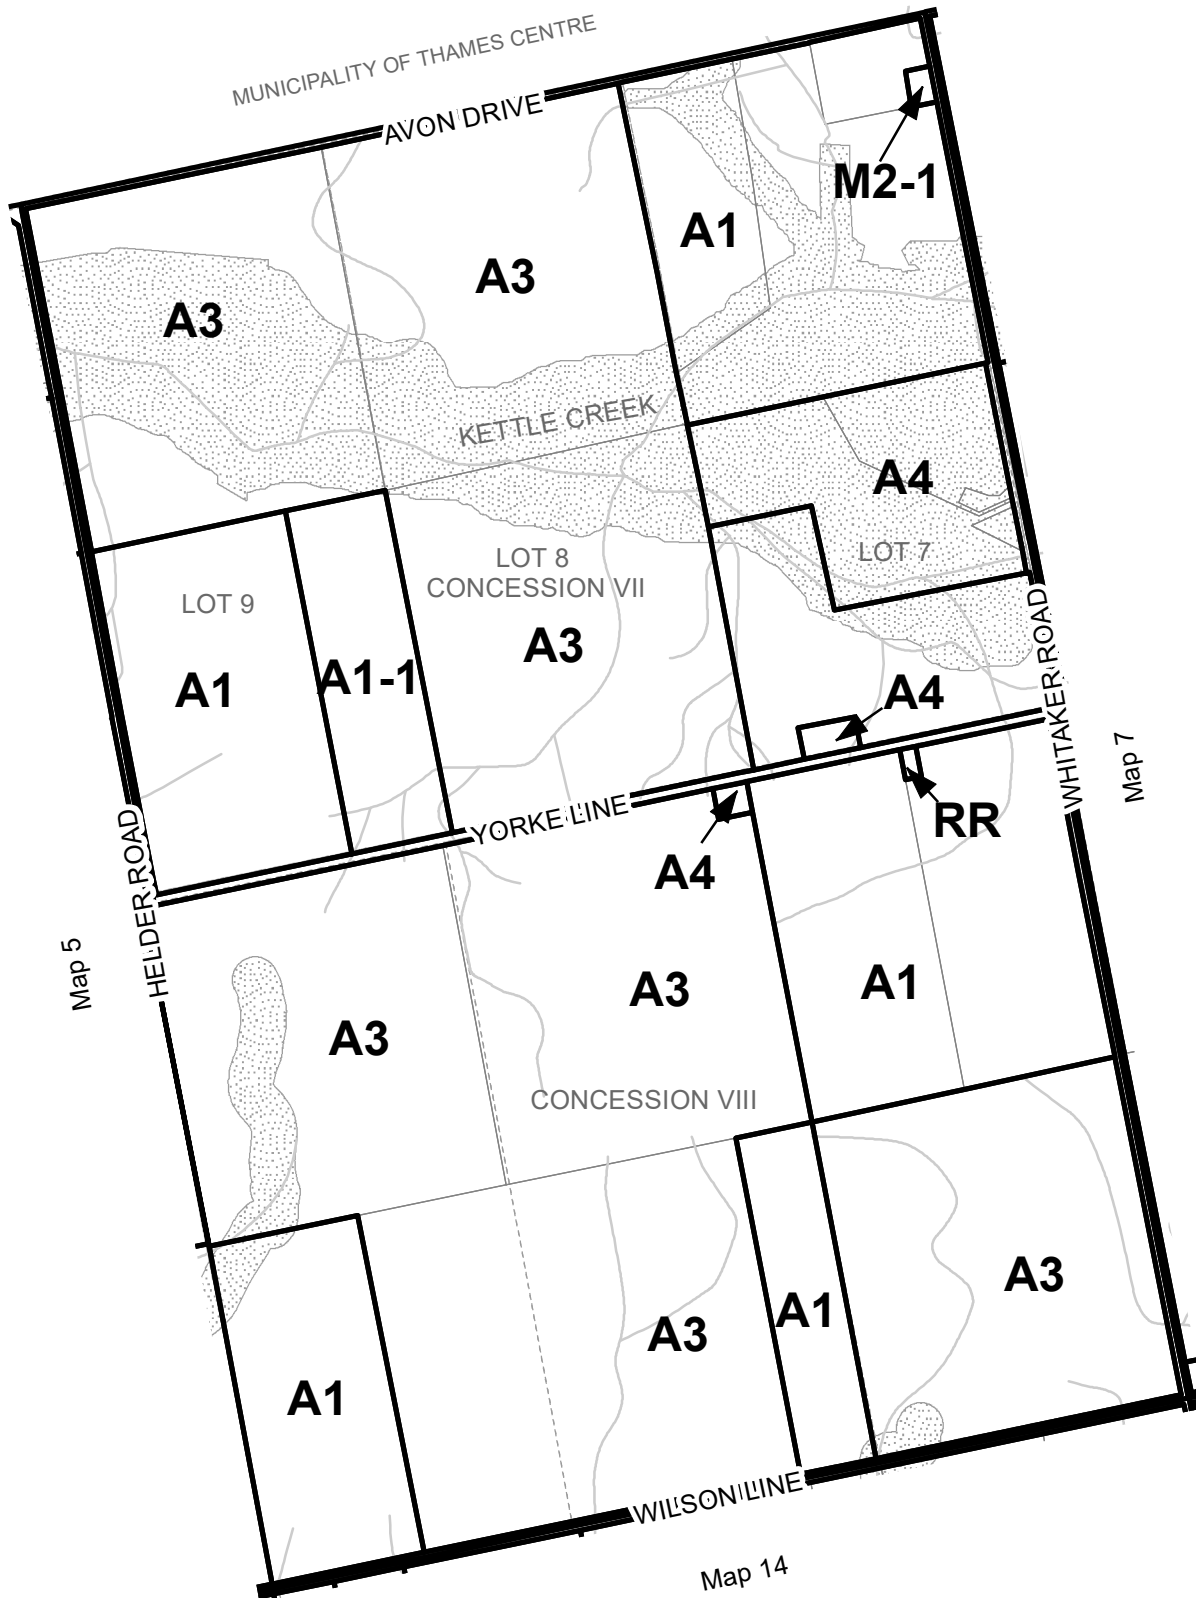 MUNICIPALITY OF THAMES CENTRE
AVON DRIVE
M2-1
A1
A3
A3
KETTLE CREEK
A4
LOT 7
LOT 8
CONCESSION VII
LOT 9
A3
A1
A1-1
A4
WHITAKER ROAD
Map 7
YORKE LINE
RR
A4
HELDER ROAD
Map 5
A3
A1
A3
CONCESSION VIII
A3
A1
A3
A1
WILSON LINE
Map 14